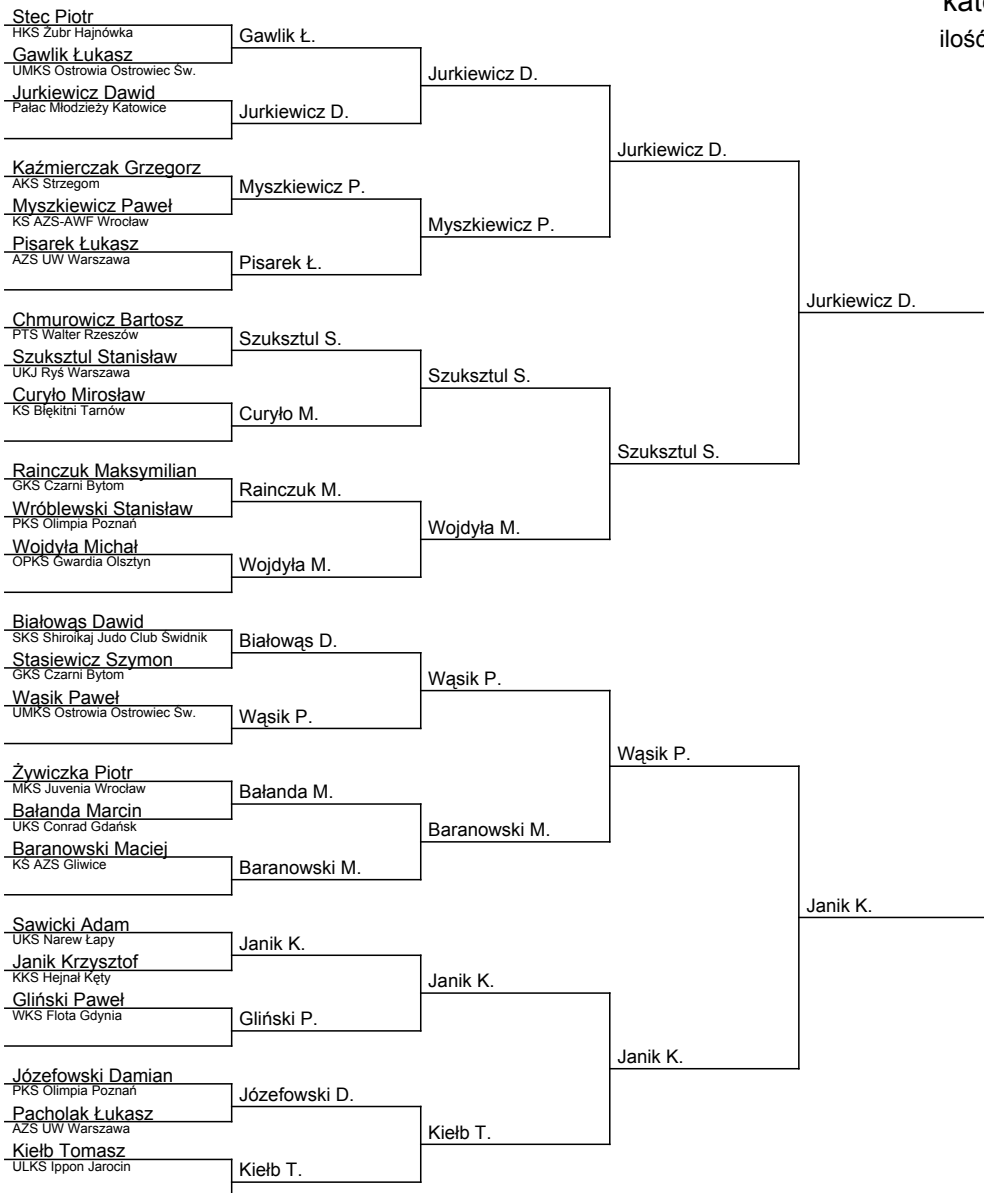 kat
ilość
Stec Piotr
HKS Żubr Hajnówka
Gawlik Łukasz
UMKS Ostrowia Ostrowiec Św.
Jurkiewicz Dawid
Pałac Młodzieży Katowice
Kaźmierczak Grzegorz
AKS Strzegom
Myszkiewicz Paweł
KS AZS-AWF Wrocław
Pisarek Łukasz
AZS UW Warszawa
Chmurowicz Bartosz
PTS Walter Rzeszów
Szuksztul Stanisław
UKJ Ryś Warszawa
Curyło Mirosław
KS Błękitni Tarnów
Rainczuk Maksymilian
GKS Czarni Bytom
Wróblewski Stanisław
PKS Olimpia Poznań
Wojdyła Michał
OPKS Gwardia Olsztyn
Białowąs Dawid
SKS Shiroikaj Judo Club Świdnik
Stasiewicz Szymon
GKS Czarni Bytom
Wąsik Paweł
UMKS Ostrowia Ostrowiec Św.
Żywiczka Piotr
MKS Juvenia Wrocław
Bałanda Marcin
UKS Conrad Gdańsk
Baranowski Maciej
KŚ AZS Gliwice
Sawicki Adam
UKS Narew Łapy
Janik Krzysztof
KKS Hejnał Kęty
Gliński Paweł
WKS Flota Gdynia
Józefowski Damian
PKS Olimpia Poznań
Pacholak Łukasz
AZS UW Warszawa
Kiełb Tomasz
ULKS Ippon Jarocin
Gawlik Ł.
Jurkiewicz D.
Myszkiewicz P.
Pisarek Ł.
Szuksztul S.
Curyło M.
Rainczuk M.
Wojdyła M.
Białowąs D.
Wąsik P.
Bałanda M.
Baranowski M.
Janik K.
Gliński P.
Józefowski D.
Kiełb T.
Jurkiewicz D.
Myszkiewicz P.
Szuksztul S.
Wojdyła M.
Wąsik P.
Baranowski M.
Janik K.
Kiełb T.
Jurkiewicz D.
Szuksztul S.
Wąsik P.
Janik K.
Jurkiewicz D.
Janik K.